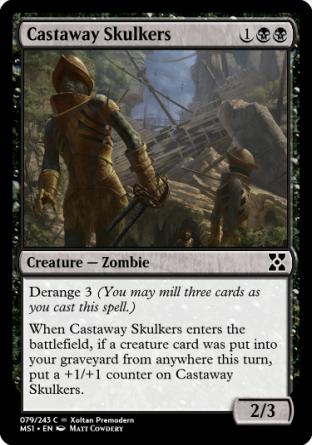 Castaway Skulkers 1
Creature — Zombie
Derange 3 (You may mill three cards as
you cast this spell.)
When Castaway Skulkers enters the
battlefield, if a creature card was put into
your graveyard from anywhere this turn,
put a +1/+1 counter on Castaway
Skulkers.
2/3
079/243 C — Xoltan Premodern
MS1 • EN Matt Cowdery